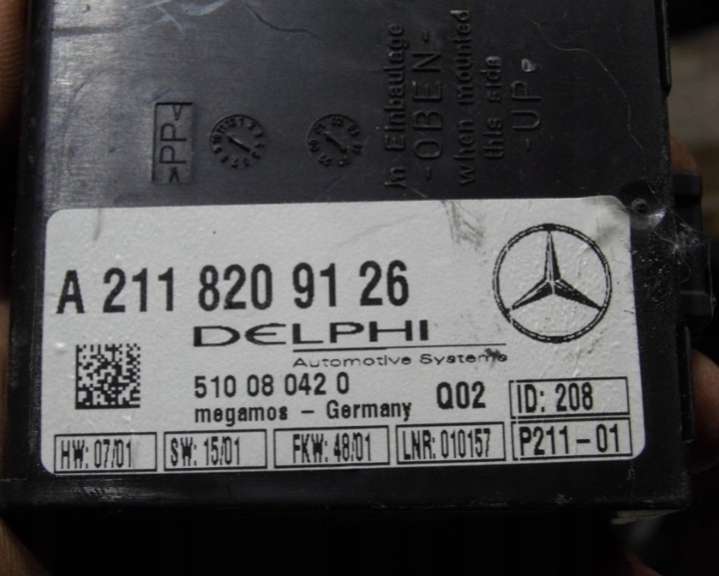 >PP<
in Einbaulage
-OBEN-
when mounted
this side
-UP-
A 211 820 91 26
DELPHI
Automotive Systems
510 08 042 0
megamos - Germany
Q02
ID: 208
HW: 07/01
SW: 15/01
FKW: 48/01
LNR: 010157
P211-01